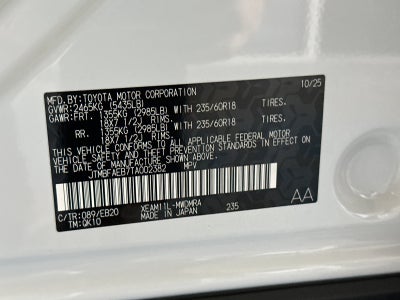 MFD.BY:TOYOTA MOTOR CORPORATION 10/25
GVWR:2465KG (5435LB)
GAWR:FRT. 1355KG (2985LB) WITH 235/60R18 TIRES.
18X7 1/2J RIMS.
RR. 1355KG (2985LB) WITH 235/60R18 TIRES.
18X7 1/2J RIMS.
THIS VEHICLE CONFORMS TO ALL APPLICABLE FEDERAL MOTOR
VEHICLE SAFETY AND THEFT PREVENTION STANDARDS IN EFFECT ON
THE DATE OF MANUFACTURE SHOWN ABOVE.
JTMBFAEB7TA002382 MPV
C/TR:089/EB20 XEAM11L-MWDMRA 235 AA
TM:QK10 MADE IN JAPAN